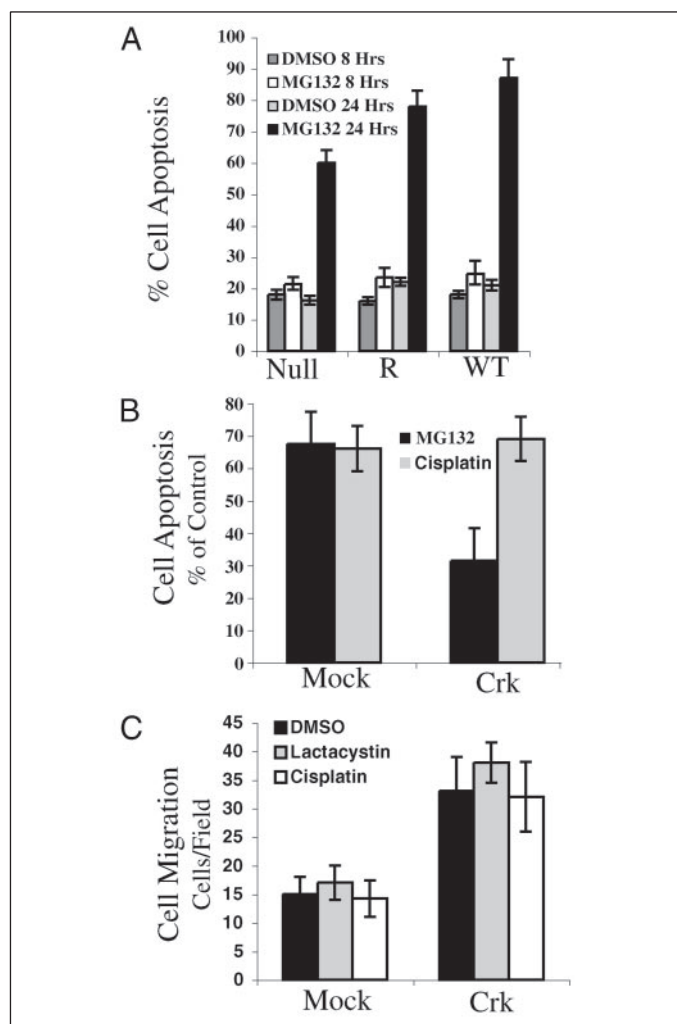 A
% Cell Apoptosis
100
90
80
70
60
50
40
30
20
10
0
DMSO 8 Hrs
MG132 8 Hrs
DMSO 24 Hrs
MG132 24 Hrs
Null R WT
B
Cell Apoptosis
% of Control
80
70
60
50
40
30
20
10
0
MG132
Cisplatin
Mock Crk
C
Cell Migration
Cells/Field
45
40
35
30
25
20
15
10
5
0
DMSO
Lactacystin
Cisplatin
Mock Crk